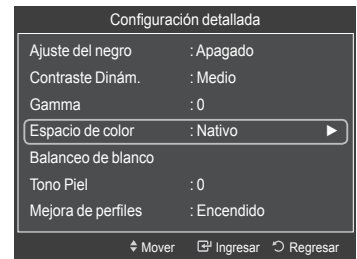 Configuración detallada
Ajuste del negro : Apagado
Contraste Dinám. : Medio
Gamma : 0
Espacio de color : Nativo
Balanceo de blanco
Tono Piel : 0
Mejora de perfiles : Encendido
Mover Ingresar Regresar